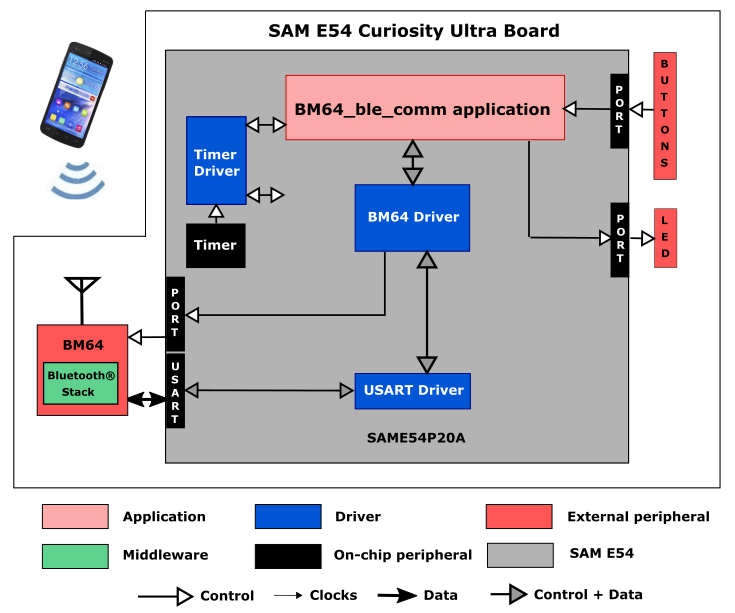 SAM E54 Curiosity Ultra Board
12:56
BM64_ble_comm application
PORT
BUTTONS
Timer
Driver
BM64 Driver
Timer
PORT
LED
PORT
BM64
Bluetooth®
Stack
USART
USART Driver
SAME54P20A
Application
Driver
External peripheral
Middleware
On-chip peripheral
SAM E54
Control
Clocks
Data
Control + Data